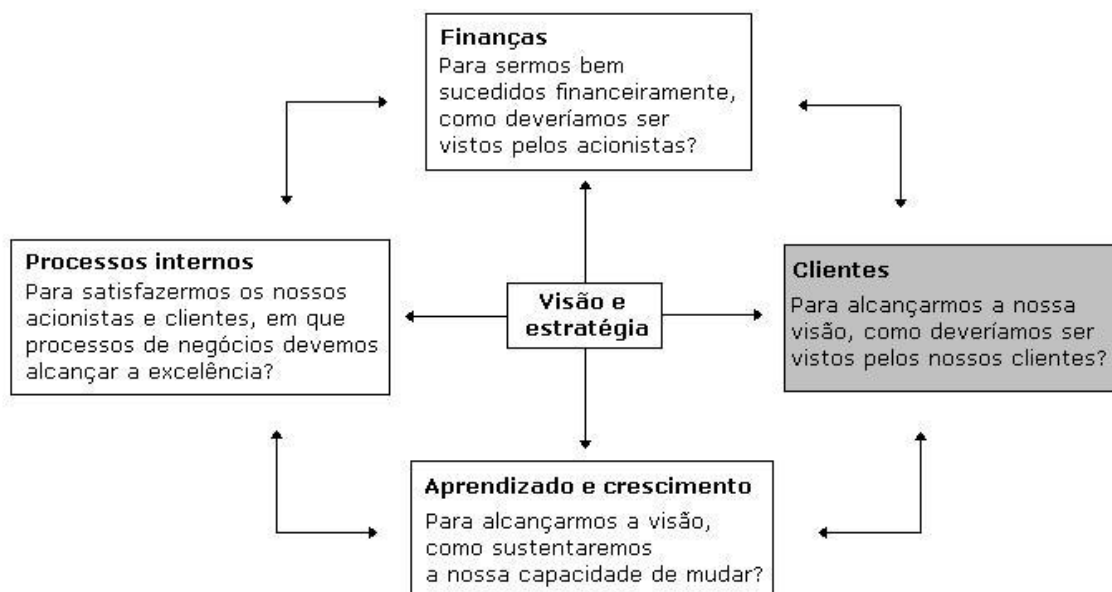 Finanças
Para sermos bem
sucedidos financeiramente,
como deveríamos ser
vistos pelos acionistas?
Processos internos
Para satisfazermos os nossos
acionistas e clientes, em que
processos de negócios devemos
alcançar a excelência?
Visão e
estratégia
Clientes
Para alcançarmos a nossa
visão, como deveríamos ser
vistos pelos nossos clientes?
Aprendizado e crescimento
Para alcançarmos a visão,
como sustentaremos
a nossa capacidade de mudar?